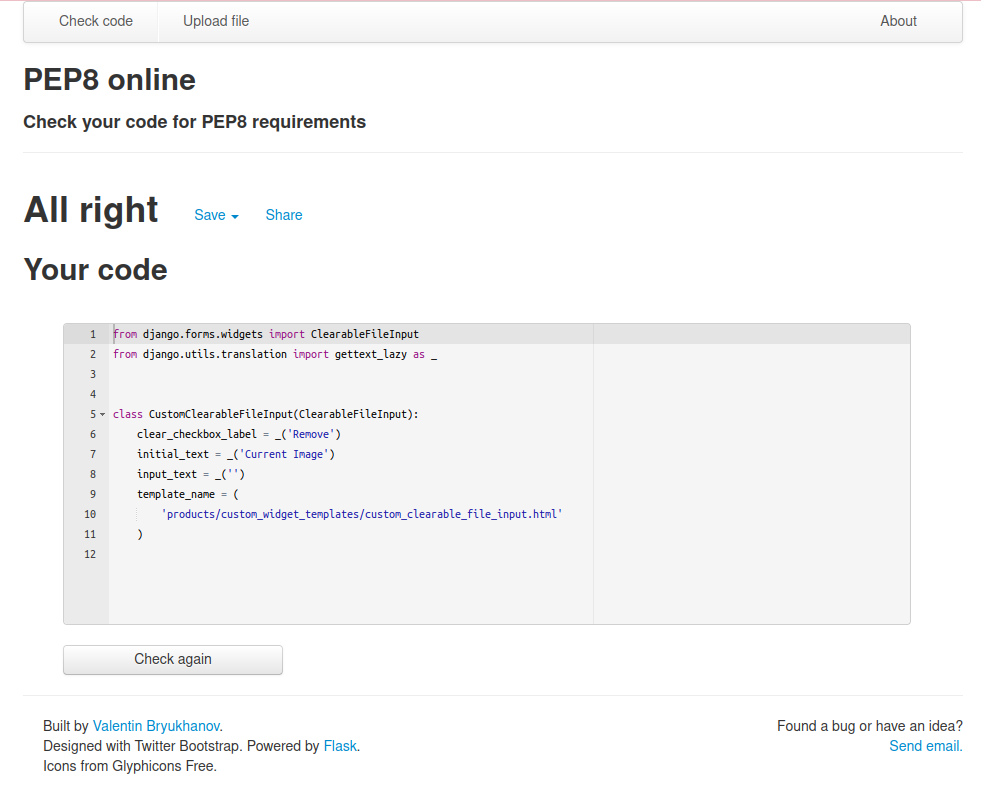 Check code Upload file About
PEP8 online
Check your code for PEP8 requirements
All right Save Share
Your code
1 from django.forms.widgets import ClearableFileInput
2 from django.utils.translation import gettext_lazy as _
3
4
5 class CustomClearableFileInput(ClearableFileInput):
6 clear_checkbox_label = _('Remove')
7 initial_text = _('Current Image')
8 input_text = _('')
9 template_name = (
10 'products/custom_widget_templates/custom_clearable_file_input.html'
11 )
12
Check again
Built by Valentin Bryukhanov. Found a bug or have an idea?
Designed with Twitter Bootstrap. Powered by Flask. Send email.
Icons from Glyphicons Free.